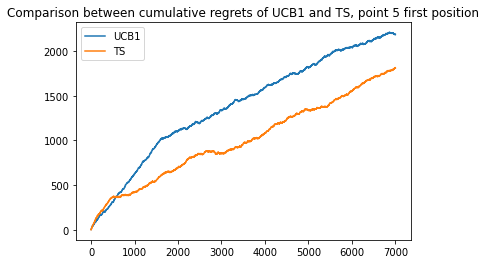 Comparison between cumulative regrets of UCB1 and TS, point 5 first position
UCB1
TS
2000
1500
1000
500
0
0 1000 2000 3000 4000 5000 6000 7000